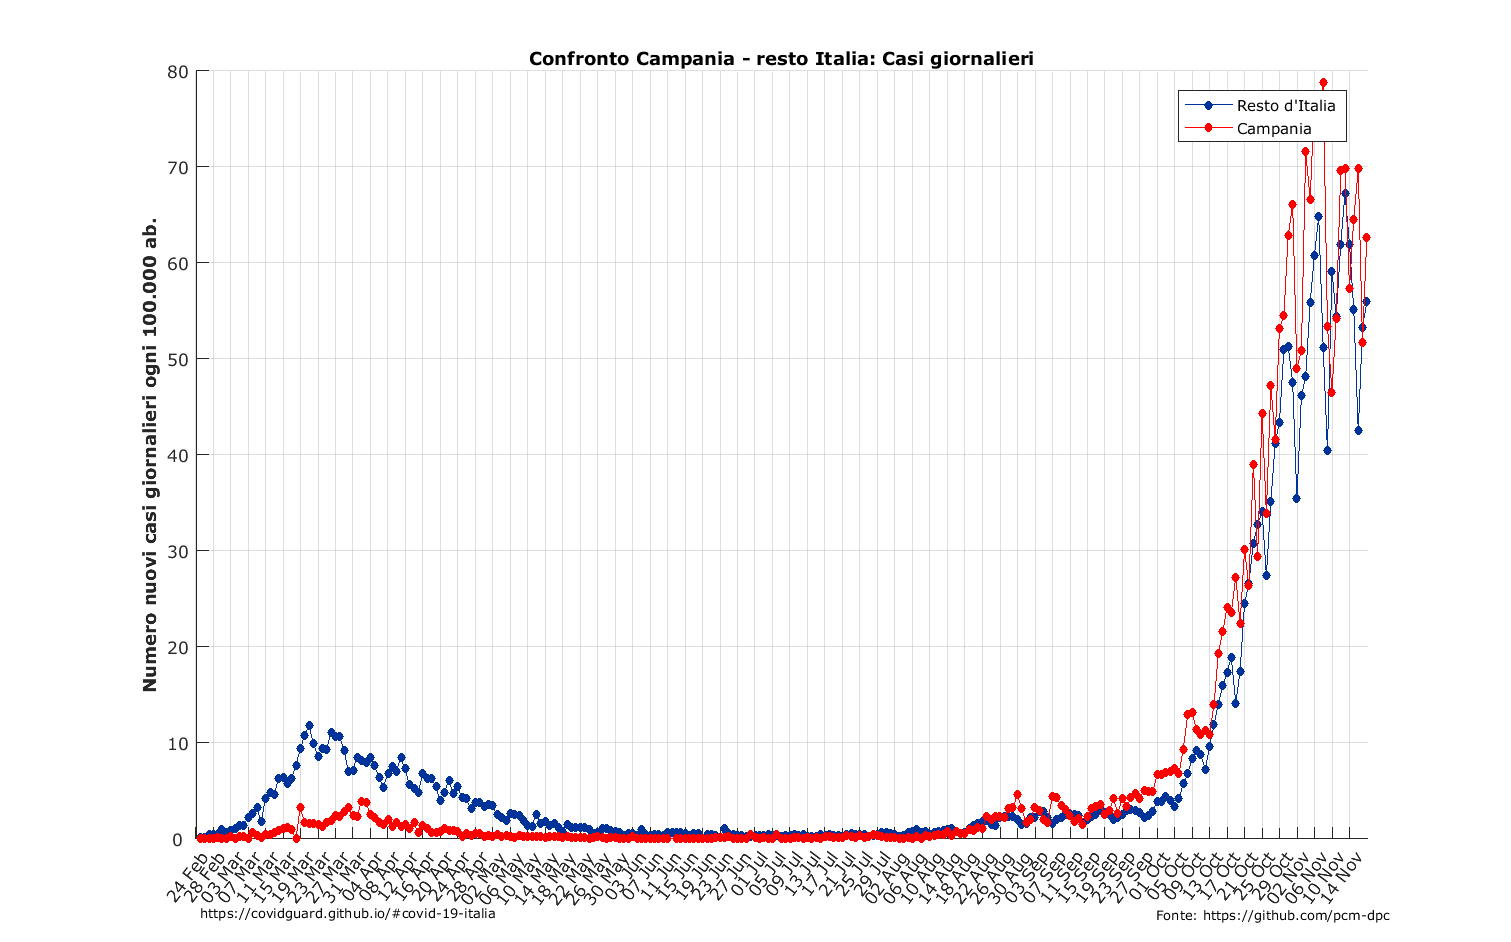 Confronto Campania - resto Italia: Casi giornalieri
Numero nuovi casi giornalieri ogni 100.000 ab.
80
70
60
50
40
30
20
10
0
Resto d'Italia
Campania
24 Feb
28 Feb
03 Mar
07 Mar
11 Mar
15 Mar
19 Mar
23 Mar
27 Mar
31 Mar
04 Apr
08 Apr
12 Apr
16 Apr
20 Apr
24 Apr
28 Apr
02 May
06 May
10 May
14 May
18 May
22 May
26 May
30 May
03 Jun
07 Jun
11 Jun
15 Jun
19 Jun
23 Jun
27 Jun
01 Jul
05 Jul
09 Jul
13 Jul
17 Jul
21 Jul
25 Jul
29 Jul
02 Aug
06 Aug
10 Aug
14 Aug
18 Aug
22 Aug
26 Aug
30 Aug
03 Sep
07 Sep
11 Sep
15 Sep
19 Sep
23 Sep
27 Sep
01 Oct
05 Oct
09 Oct
13 Oct
17 Oct
21 Oct
25 Oct
29 Oct
02 Nov
06 Nov
10 Nov
14 Nov
https://covidguard.github.io/#covid-19-italia
Fonte: https://github.com/pcm-dpc